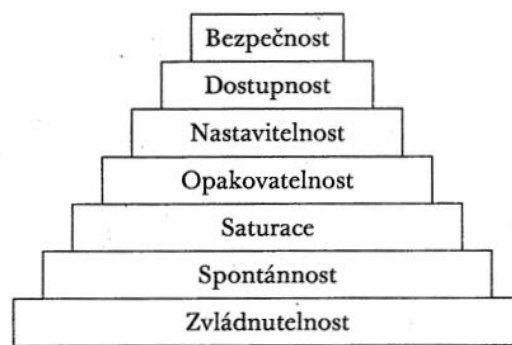 Bezpečnost
Dostupnost
Nastavitelnost
Opakovatelnost
Saturace
Spontánnost
Zvládnutelnost